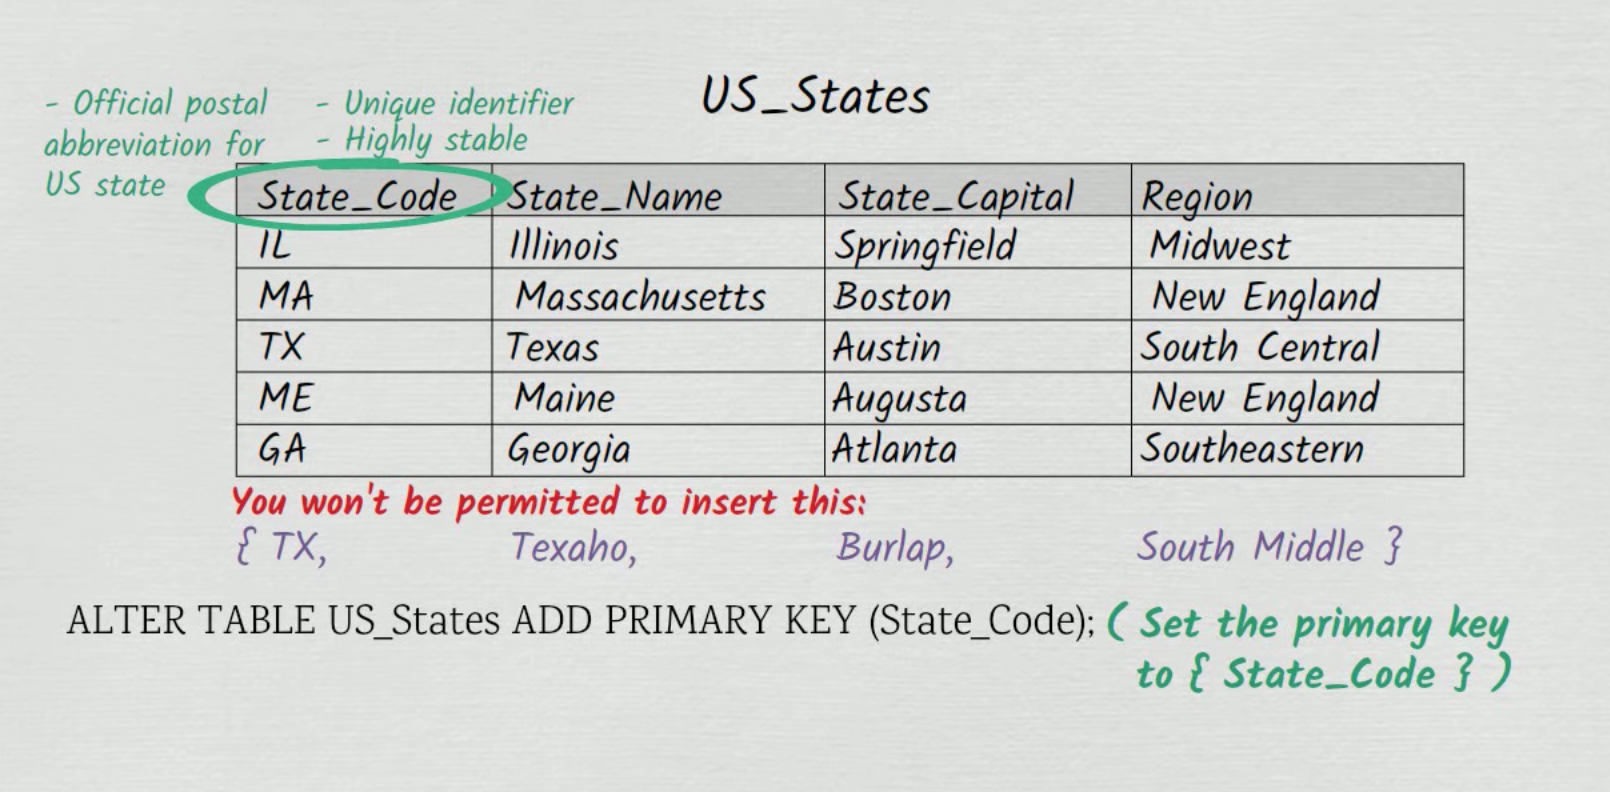 US_States
- Official postal
abbreviation for
US state
- Unique identifier
- Highly stable
State_Code State_Name State_Capital Region
IL Illinois Springfield Midwest
MA Massachusetts Boston New England
TX Texas Austin South Central
ME Maine Augusta New England
GA Georgia Atlanta Southeastern
You won't be permitted to insert this:
{ TX, Texaho, Burlap, South Middle }
ALTER TABLE US_States ADD PRIMARY KEY (State_Code); ( Set the primary key
to { State_Code } )